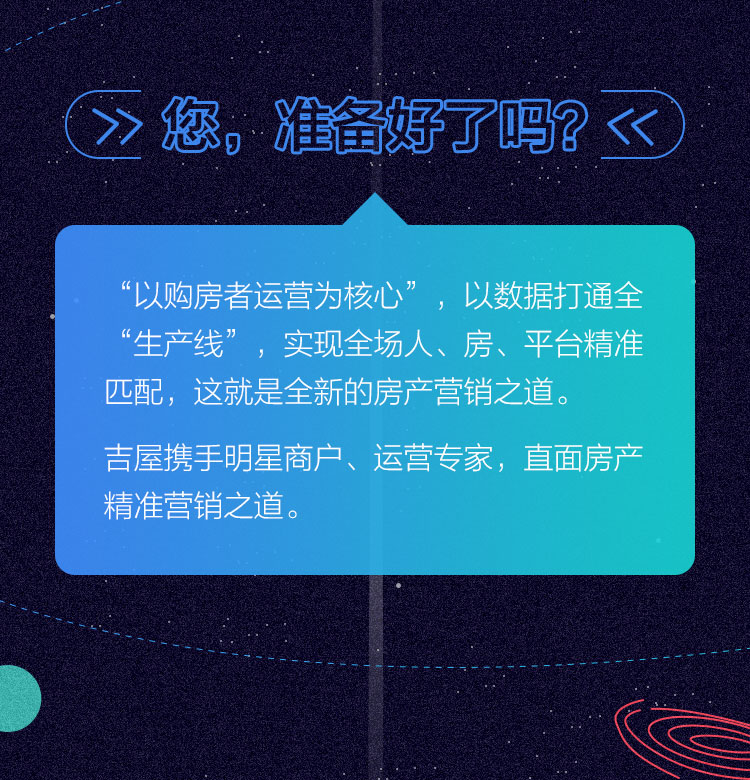 您，准备好了吗？
“以购房者运营为核心”，以数据打通全
“生产线”，实现全场人、房、平台精准
匹配，这就是全新的房产营销之道。
吉屋携手明星商户、运营专家，直面房产
精准营销之道。